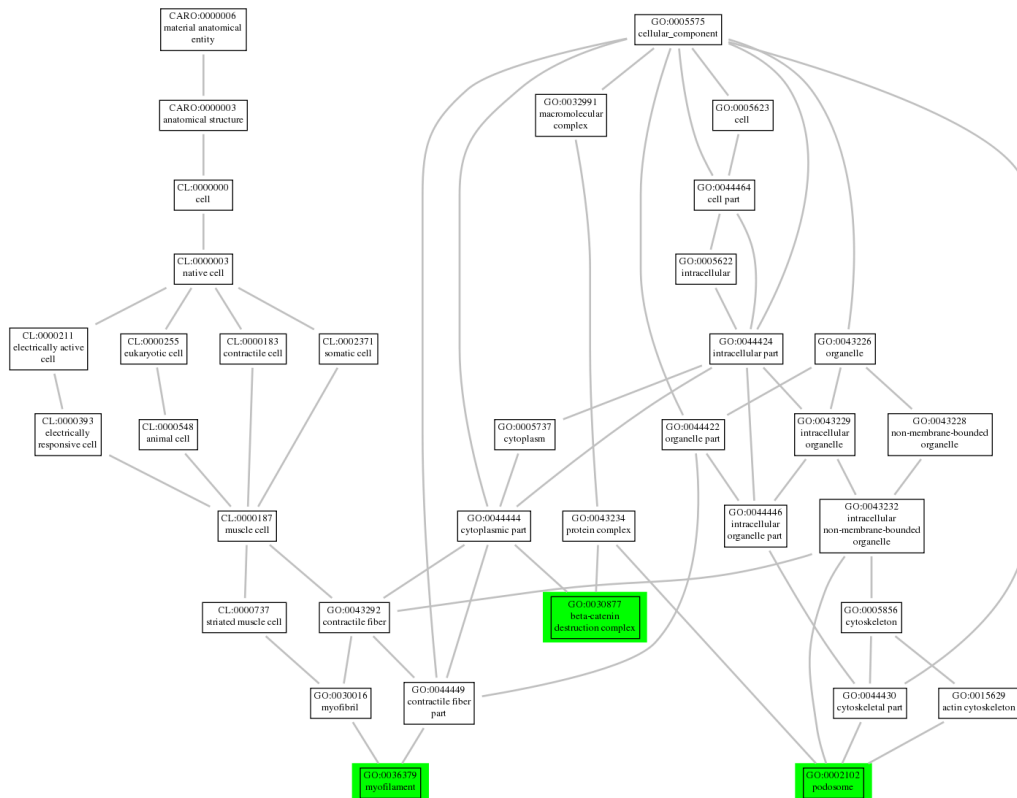 CARO:0000006
material anatomical
entity
GO:0005575
cellular_component
CARO:0000003
anatomical structure
GO:0032991
macromolecular
complex
GO:0005623
cell
CL:0000000
cell
GO:0044464
cell part
CL:0000003
native cell
GO:0005622
intracellular
CL:0000211
electrically active
cell
CL:0000255
eukaryotic cell
CL:0000183
contractile cell
CL:0002371
somatic cell
GO:0044424
intracellular part
GO:0043226
organelle
CL:0000393
electrically
responsive cell
CL:0000548
animal cell
GO:0005737
cytoplasm
GO:0044422
organelle part
GO:0043229
intracellular
organelle
GO:0043228
non-membrane-bounded
organelle
CL:0000187
muscle cell
GO:0044444
cytoplasmic part
GO:0043234
protein complex
GO:0044446
intracellular
organelle part
GO:0043232
intracellular
non-membrane-bounded
organelle
CL:0000737
striated muscle cell
GO:0043292
contractile fiber
GO:0030877
beta-catenin
destruction complex
GO:0005856
cytoskeleton
GO:0030016
myofibril
GO:0044449
contractile fiber
part
GO:0044430
cytoskeletal part
GO:0015629
actin cytoskeleton
GO:0036379
myofilament
GO:0002102
podosome